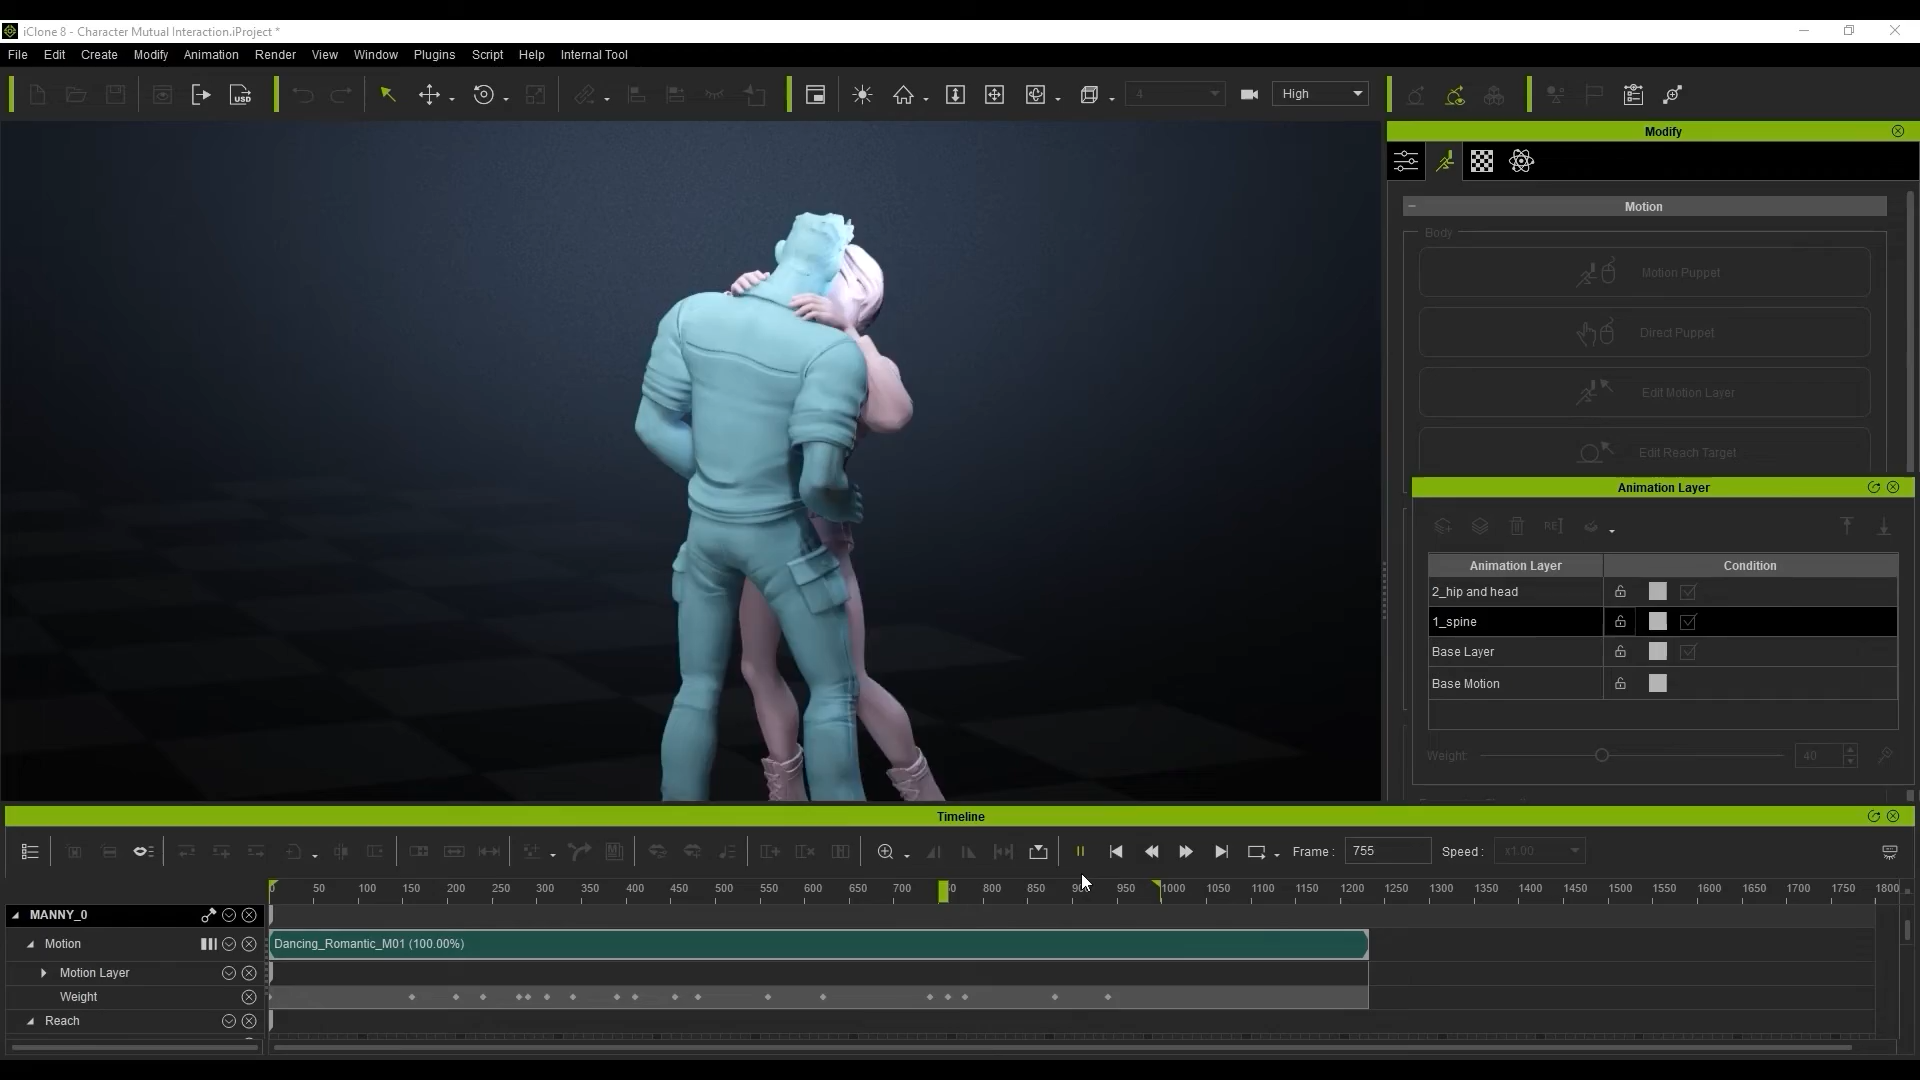 iClone 8 - Character Mutual Interaction.iProject *
File Edit Create Modify Animation Render View Window Plugins Script Help Internal Tool
USD
4
High
Modify
Motion
Body
Motion Puppet
Direct Puppet
Edit Motion Layer
Edit Reach Target
Animation Layer
RE
Animation Layer Condition
2_hip and head
1_spine
Base Layer
Base Motion
Weight: 40
Timeline
Frame : 755 Speed : x1.00
0 50 100 150 200 250 300 350 400 450 500 550 600 650 700 800 850 950 1000 1050 1100 1150 1200 1250 1300 1350 1400 1450 1500 1550 1600 1650 1700 1750 1800
MANNY_0
Motion
Dancing_Romantic_M01 (100.00%)
Motion Layer
Weight
Reach